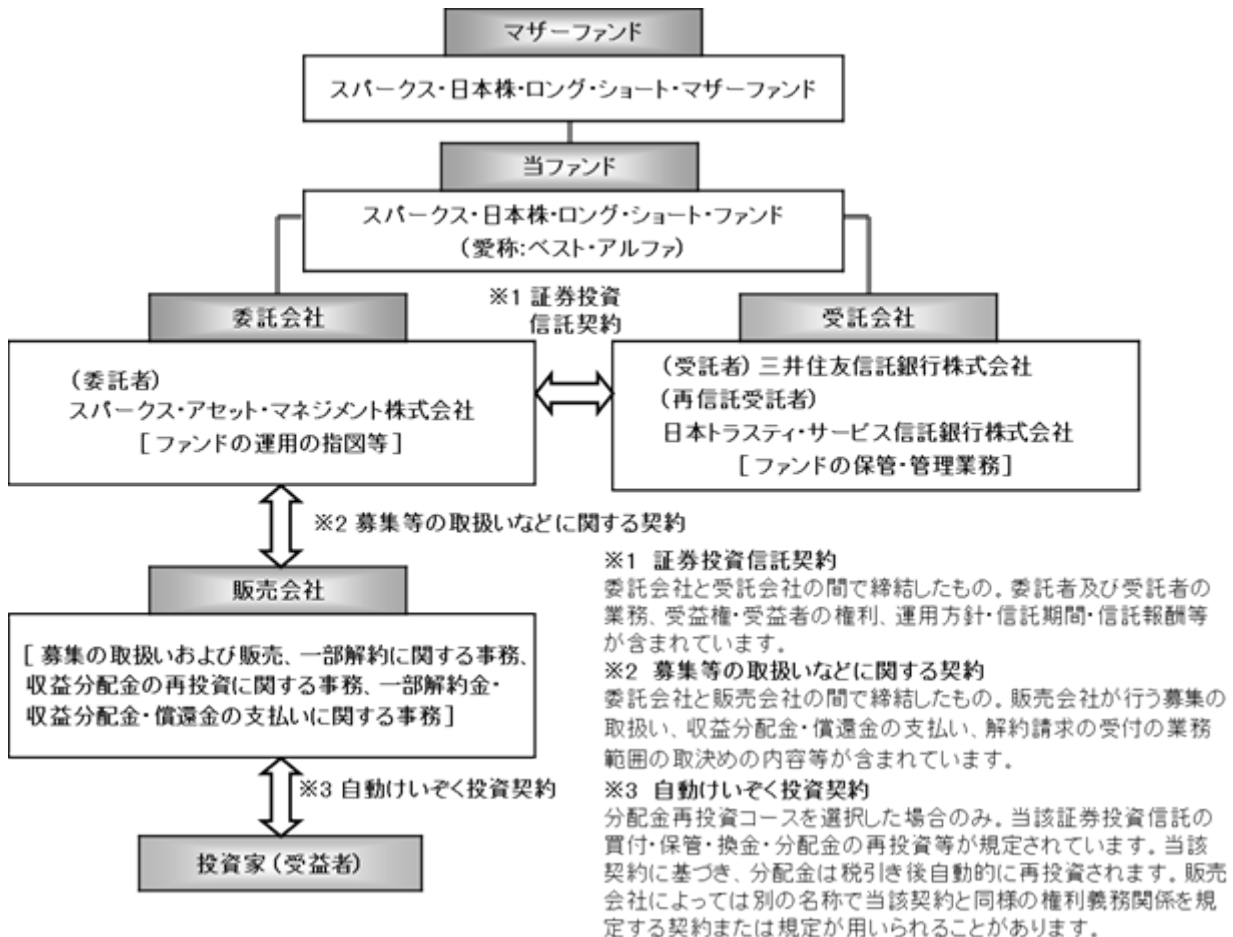 マザーファンド
スパークス・日本株・ロング・ショート・マザーファンド
当ファンド
スパークス・日本株・ロング・ショート・ファンド
(愛称:ベスト・アルファ)
※1 証券投資
信託契約
委託会社
(委託者)
スパークス・アセット・マネジメント株式会社
[ファンドの運用の指図等]
受託会社
(受託者) 三井住友信託銀行株式会社
(再信託受託者)
日本トラスティ・サービス信託銀行株式会社
[ファンドの保管・管理業務]
※2 募集等の取扱いなどに関する契約
販売会社
[ 募集の取扱いおよび販売、一部解約に関する事務、
収益分配金の再投資に関する事務、一部解約金・
収益分配金・償還金の支払いに関する事務]
※3 自動けいぞく投資契約
投資家(受益者)
※1 証券投資信託契約
委託会社と受託会社の間で締結したもの。委託者及び受託者の
業務、受益権・受益者の権利、運用方針・信託期間・信託報酬等
が含まれています。
※2 募集等の取扱いなどに関する契約
委託会社と販売会社の間で締結したもの。販売会社が行う募集の
取扱い、収益分配金・償還金の支払い、解約請求の受付の業務
範囲の取決めの内容等が含まれています。
※3 自動けいぞく投資契約
分配金再投資コースを選択した場合のみ。当該証券投資信託の
買付・保管・換金・分配金の再投資等が規定されています。当該
契約に基づき、分配金は税引き後自動的に再投資されます。販売
会社によっては別の名称で当該契約と同様の権利義務関係を規
定する契約または規定が用いられることがあります。